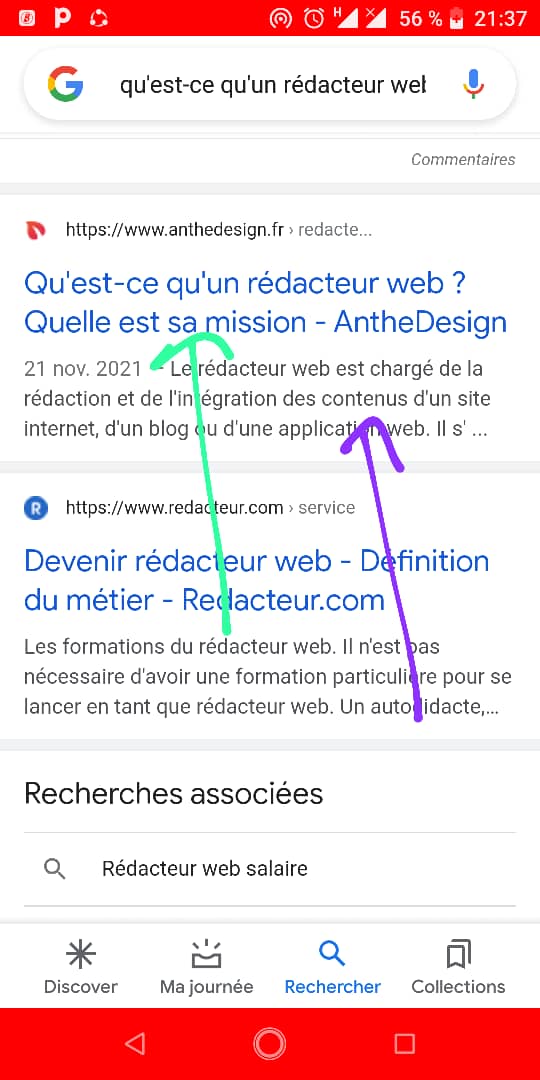 56 % 21:37
qu'est-ce qu'un rédacteur web
Commentaires
https://www.anthedesign.fr › redacte...
Qu'est-ce qu'un rédacteur web ?
Quelle est sa mission - AntheDesign
21 nov. 2021 - Le rédacteur web est chargé de la
rédaction et de l'intégration des contenus d'un site
internet, d'un blog ou d'une application web. Il s' ...
R https://www.redacteur.com › service
Devenir rédacteur web - Définition
du métier - Redacteur.com
Les formations du rédacteur web. Il n'est pas
nécessaire d'avoir une formation particulière pour se
lancer en tant que rédacteur web. Un autodidacte,...
Recherches associées
Rédacteur web salaire
Discover Ma journée Rechercher Collections